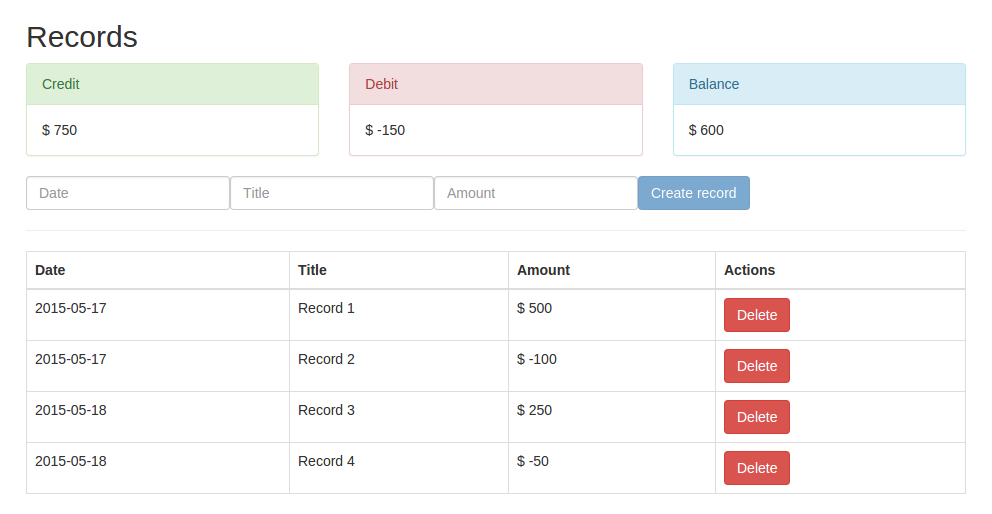 Records
Credit Debit Balance
$ 750 $ -150 $ 600
Date Title Amount Create record
Date Title Amount Actions
2015-05-17 Record 1 $ 500 Delete
2015-05-17 Record 2 $ -100 Delete
2015-05-18 Record 3 $ 250 Delete
2015-05-18 Record 4 $ -50 Delete